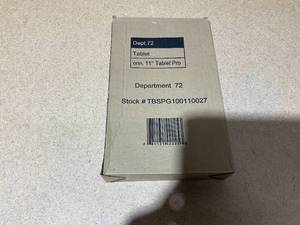 Dept.72
Tablet
onn. 11" Tablet Pro
Department 72
Stock # TBSPG100110027